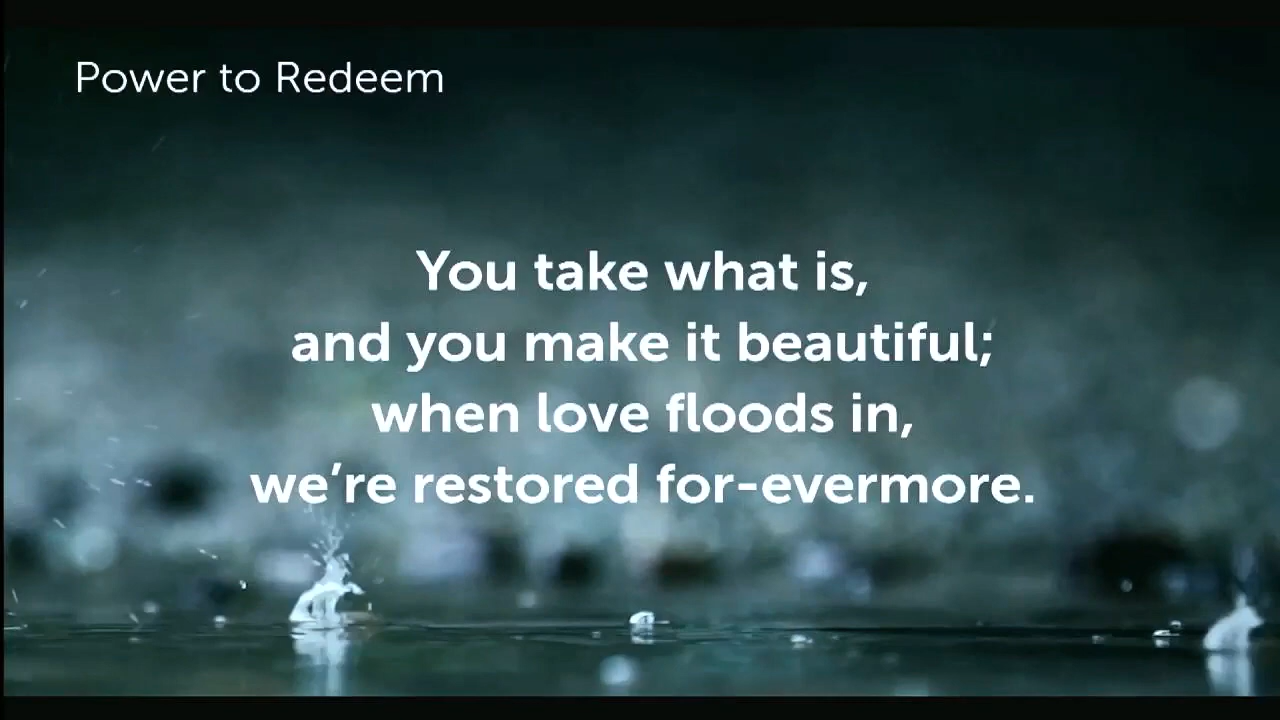 Power to Redeem
You take what is,
and you make it beautiful;
when love floods in,
we’re restored for-evermore.